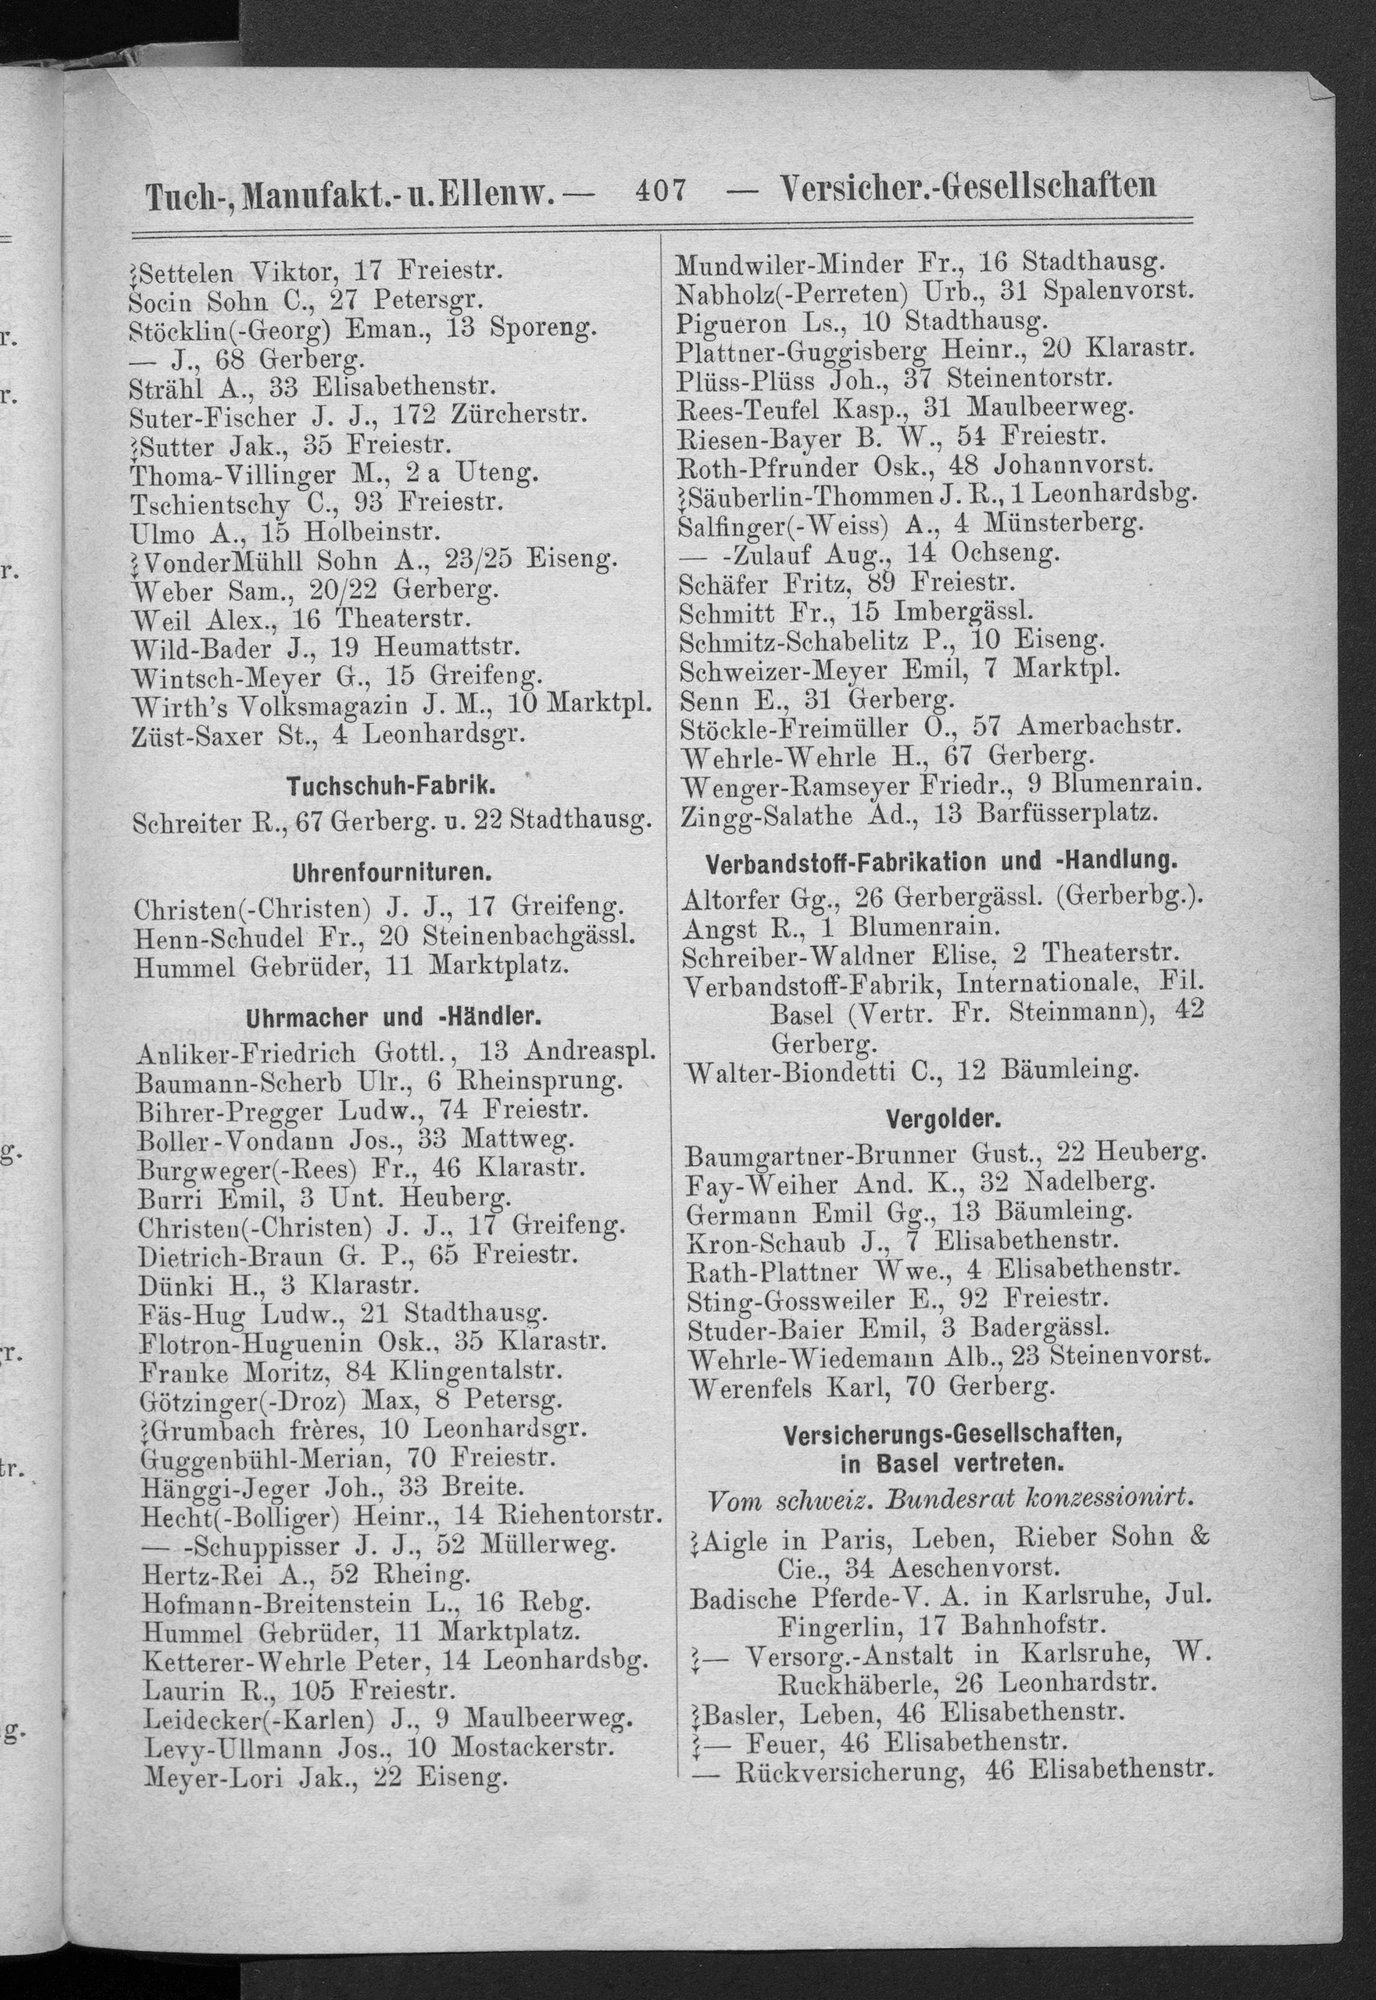 Tuch-, Manufakt.- u. Ellenw. — 407 — Versicher.-Gesellschaften
⸾Settelen Viktor, 17 Freiestr.
Socin Sohn C., 27 Petersgr.
Stöcklin(-Georg) Eman., 13 Sporeng.
— J., 68 Gerberg.
Strähl A., 33 Elisabethenstr.
Suter-Fischer J. J., 172 Zürcherstr.
⸾Sutter Jak., 35 Freiestr.
Thoma-Villinger M., 2 a Uteng.
Tschientschy C., 93 Freiestr.
Ulmo A., 15 Holbeinstr.
⸾VonderMühll Sohn A., 23/25 Eiseng.
Weber Sam., 20/22 Gerberg.
Weil Alex., 16 Theaterstr.
Wild-Bader J., 19 Heumattstr.
Wintsch-Meyer G., 15 Greifeng.
Wirth's Volksmagazin J. M., 10 Marktpl.
Züst-Saxer St., 4 Leonhardsgr.
Tuchschuh-Fabrik.
Schreiter R., 67 Gerberg. u. 22 Stadthausg.
Uhrenfournituren.
Christen(-Christen) J. J., 17 Greifeng.
Henn-Schudel Fr., 20 Steinenbachgässl.
Hummel Gebrüder, 11 Marktplatz.
Uhrmacher und -Händler.
Anliker-Friedrich Gottl., 13 Andreaspl.
Baumann-Scherb Ulr., 6 Rheinsprung.
Bihrer-Pregger Ludw., 74 Freiestr.
Boller-Vondann Jos., 33 Mattweg.
Burgweger(-Rees) Fr., 46 Klarastr.
Burri Emil, 3 Unt. Heuberg.
Christen(-Christen) J. J., 17 Greifeng.
Dietrich-Braun G. P., 65 Freiestr.
Dünki H., 3 Klarastr.
Fäs-Hug Ludw., 21 Stadthausg.
Flotron-Huguenin Osk., 35 Klarastr.
Franke Moritz, 84 Klingentalstr.
Götzinger(-Droz) Max, 8 Petersg.
⸾Grumbach frères, 10 Leonhardsgr.
Guggenbühl-Merian, 70 Freiestr.
Hänggi-Jeger Joh., 33 Breite.
Hecht(-Bolliger) Heinr., 14 Riehentorstr.
— -Schuppisser J. J., 52 Müllerweg.
Hertz-Rei A., 52 Rheing.
Hofmann-Breitenstein L., 16 Rebg.
Hummel Gebrüder, 11 Marktplatz.
Ketterer-Wehrle Peter, 14 Leonhardsbg.
Laurin R., 105 Freiestr.
Leidecker(-Karlen) J., 9 Maulbeerweg.
Levy-Ullmann Jos., 10 Mostackerstr.
Meyer-Lori Jak., 22 Eiseng.
Mundwiler-Minder Fr., 16 Stadthausg.
Nabholz(-Perreten) Urb., 31 Spalenvorst.
Pigueron Ls., 10 Stadthausg.
Plattner-Guggisberg Heinr., 20 Klarastr.
Plüss-Plüss Joh., 37 Steinentorstr.
Rees-Teufel Kasp., 31 Maulbeerweg.
Riesen-Bayer B. W., 54 Freiestr.
Roth-Pfrunder Osk., 48 Johannvorst.
⸾Säuberlin-Thommen J. R., 1 Leonhardsbg.
Salfinger(-Weiss) A., 4 Münsterberg.
— -Zulauf Aug., 14 Ochseng.
Schäfer Fritz, 89 Freiestr.
Schmitt Fr., 15 Imbergässl.
Schmitz-Schabelitz P., 10 Eiseng.
Schweizer-Meyer Emil, 7 Marktpl.
Senn E., 31 Gerberg.
Stöckle-Freimüller O., 57 Amerbachstr.
Wehrle-Wehrle H., 67 Gerberg.
Wenger-Ramseyer Friedr., 9 Blumenrain.
Zingg-Salathe Ad., 13 Barfüsserplatz.
Verbandstoff-Fabrikation und -Handlung.
Altorfer Gg., 26 Gerbergässl. (Gerberbg.).
Angst R., 1 Blumenrain.
Schreiber-Waldner Elise, 2 Theaterstr.
Verbandstoff-Fabrik, Internationale, Fil.
Basel (Vertr. Fr. Steinmann), 42
Gerberg.
Walter-Biondetti C., 12 Bäumleing.
Vergolder.
Baumgartner-Brunner Gust., 22 Heuberg.
Fay-Weiher And. K., 32 Nadelberg.
Germann Emil Gg., 13 Bäumleing.
Kron-Schaub J., 7 Elisabethenstr.
Rath-Plattner Wwe., 4 Elisabethenstr.
Sting-Gossweiler E., 92 Freiestr.
Studer-Baier Emil, 3 Badergässl.
Wehrle-Wiedemann Alb., 23 Steinenvorst.
Werenfels Karl, 70 Gerberg.
Versicherungs-Gesellschaften,
in Basel vertreten.
Vom schweiz. Bundesrat konzessionirt.
⸾Aigle in Paris, Leben, Rieber Sohn &
Cie., 34 Aeschenvorst.
Badische Pferde-V. A. in Karlsruhe, Jul.
Fingerlin, 17 Bahnhofstr.
⸾— Versorg.-Anstalt in Karlsruhe, W.
Ruckhäberle, 26 Leonhardstr.
⸾Basler, Leben, 46 Elisabethenstr.
⸾— Feuer, 46 Elisabethenstr.
— Rückversicherung, 46 Elisabethenstr.